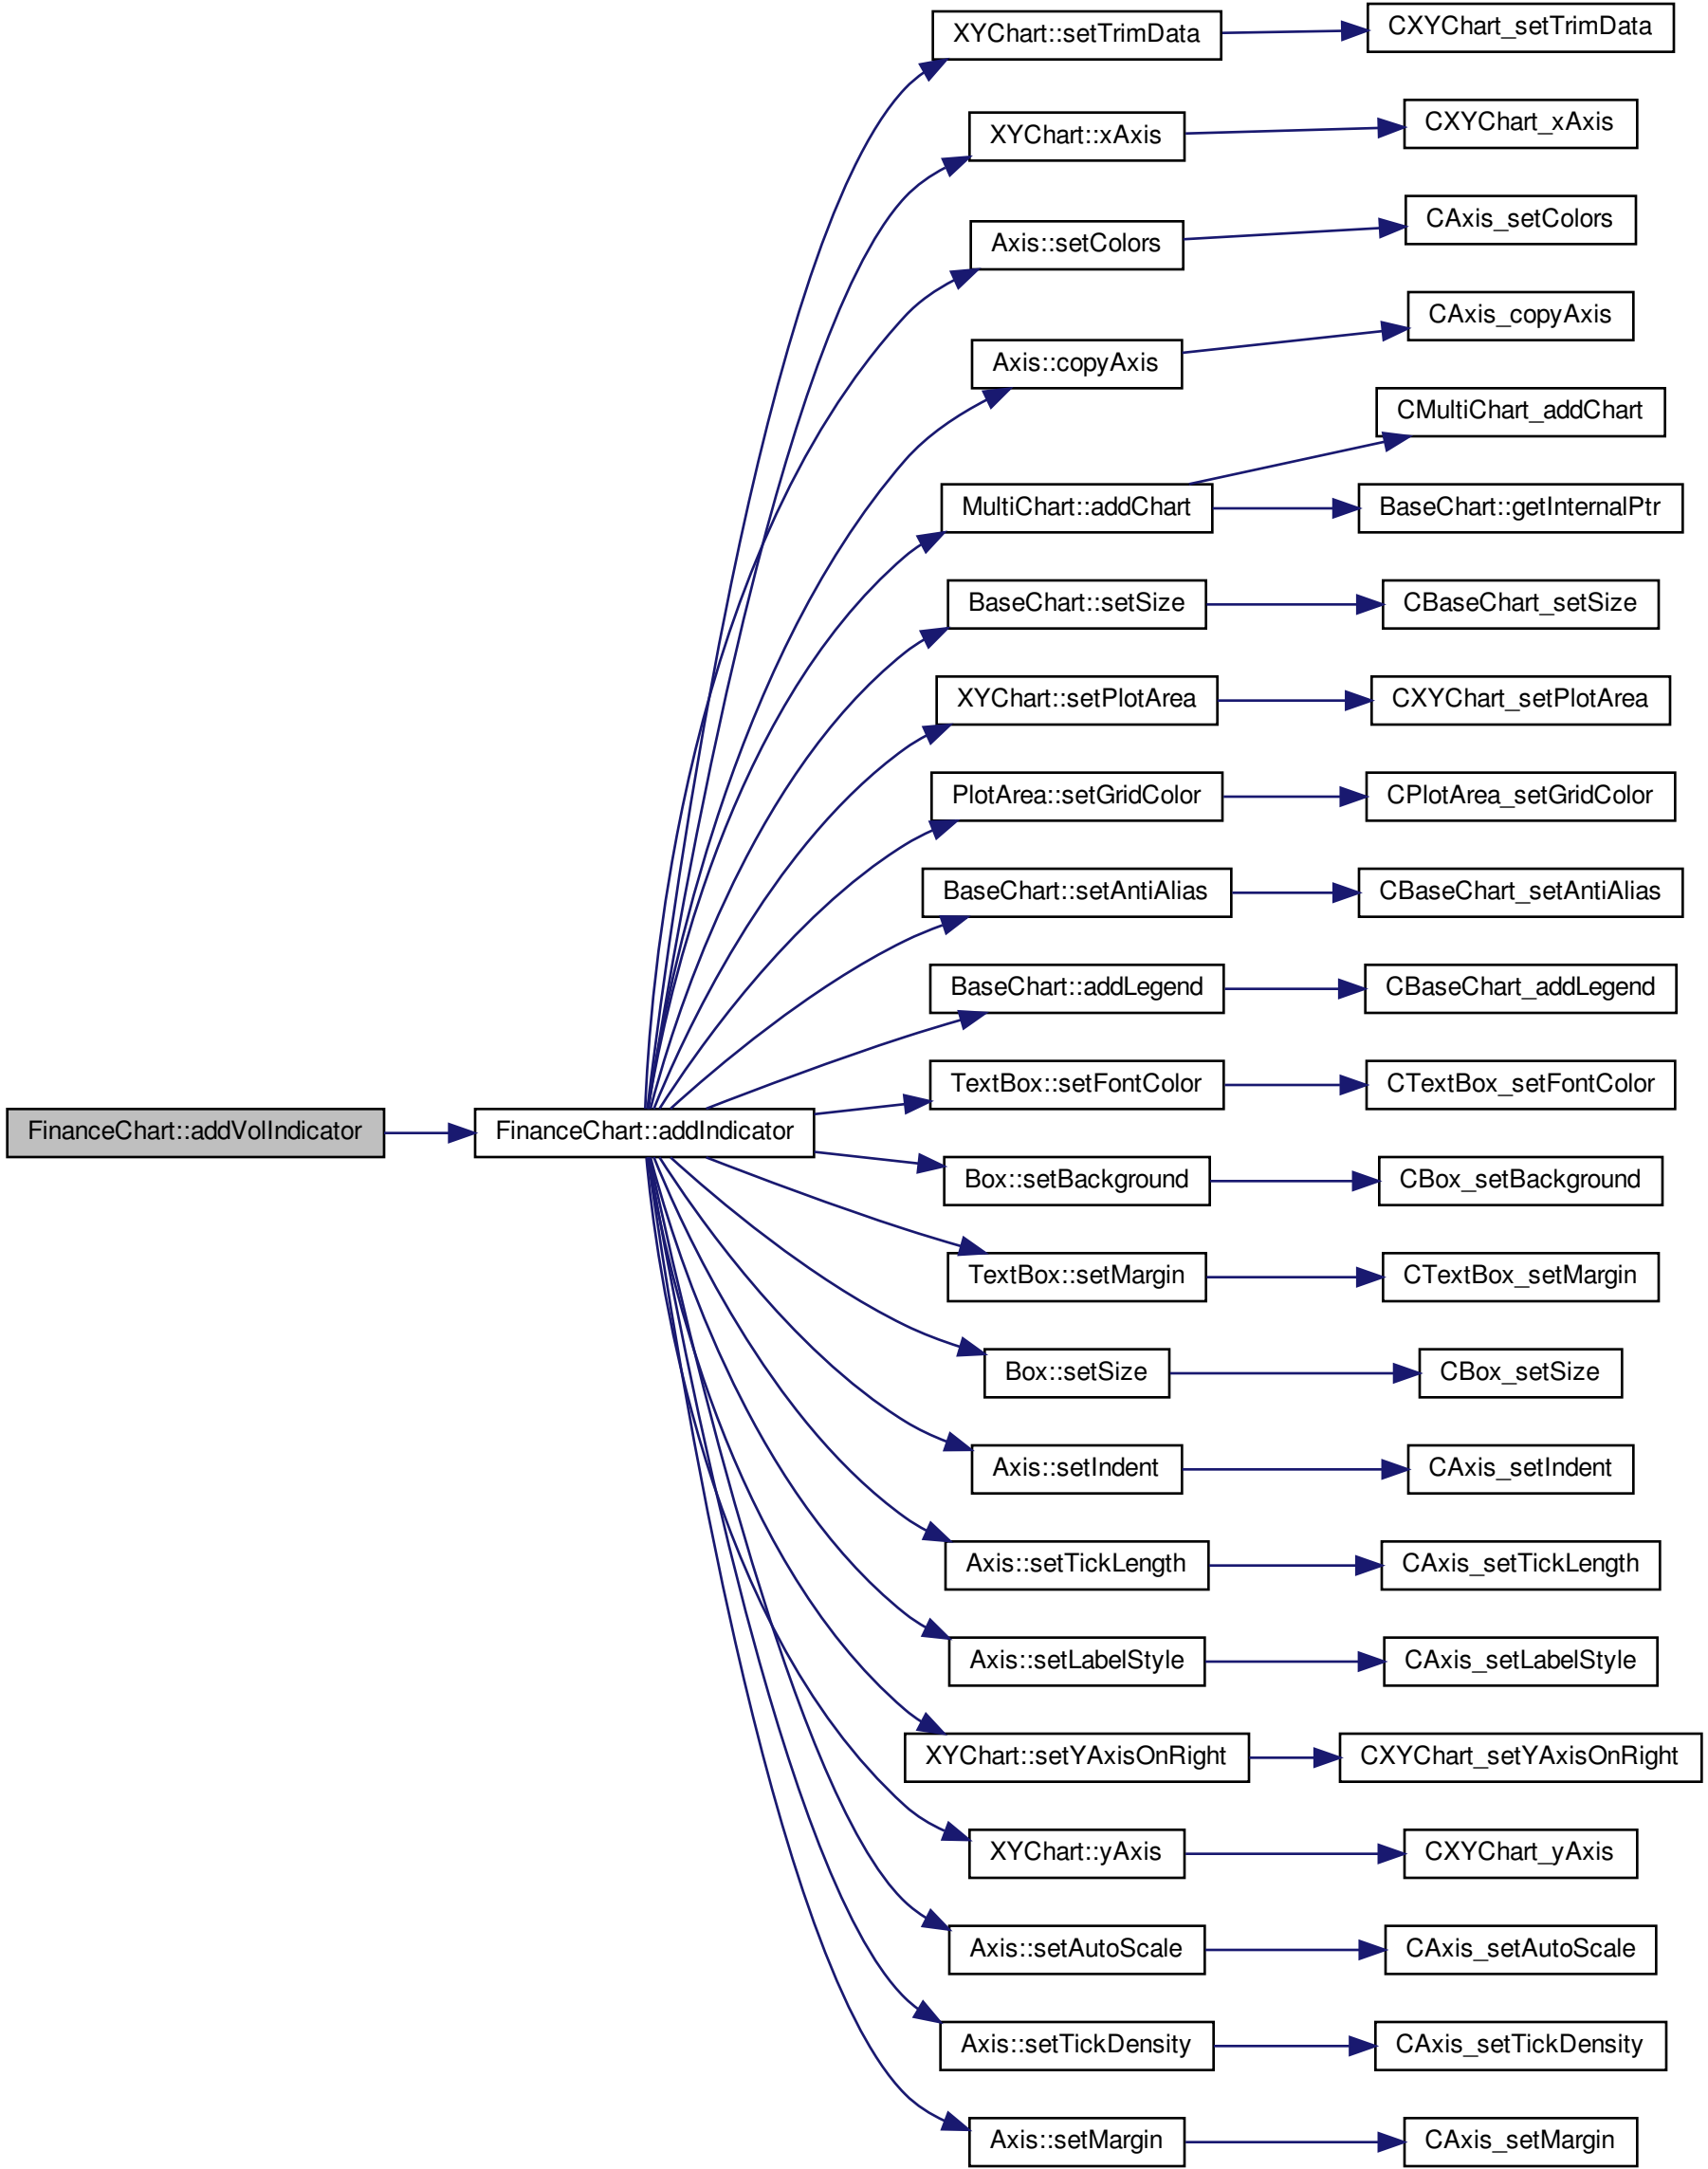 FinanceChart::addVolIndicator
FinanceChart::addIndicator
XYChart::setTrimData
CXYChart_setTrimData
XYChart::xAxis
CXYChart_xAxis
Axis::setColors
CAxis_setColors
Axis::copyAxis
CAxis_copyAxis
MultiChart::addChart
CMultiChart_addChart
BaseChart::getInternalPtr
BaseChart::setSize
CBaseChart_setSize
XYChart::setPlotArea
CXYChart_setPlotArea
PlotArea::setGridColor
CPlotArea_setGridColor
BaseChart::setAntiAlias
CBaseChart_setAntiAlias
BaseChart::addLegend
CBaseChart_addLegend
TextBox::setFontColor
CTextBox_setFontColor
Box::setBackground
CBox_setBackground
TextBox::setMargin
CTextBox_setMargin
Box::setSize
CBox_setSize
Axis::setIndent
CAxis_setIndent
Axis::setTickLength
CAxis_setTickLength
Axis::setLabelStyle
CAxis_setLabelStyle
XYChart::setYAxisOnRight
CXYChart_setYAxisOnRight
XYChart::yAxis
CXYChart_yAxis
Axis::setAutoScale
CAxis_setAutoScale
Axis::setTickDensity
CAxis_setTickDensity
Axis::setMargin
CAxis_setMargin